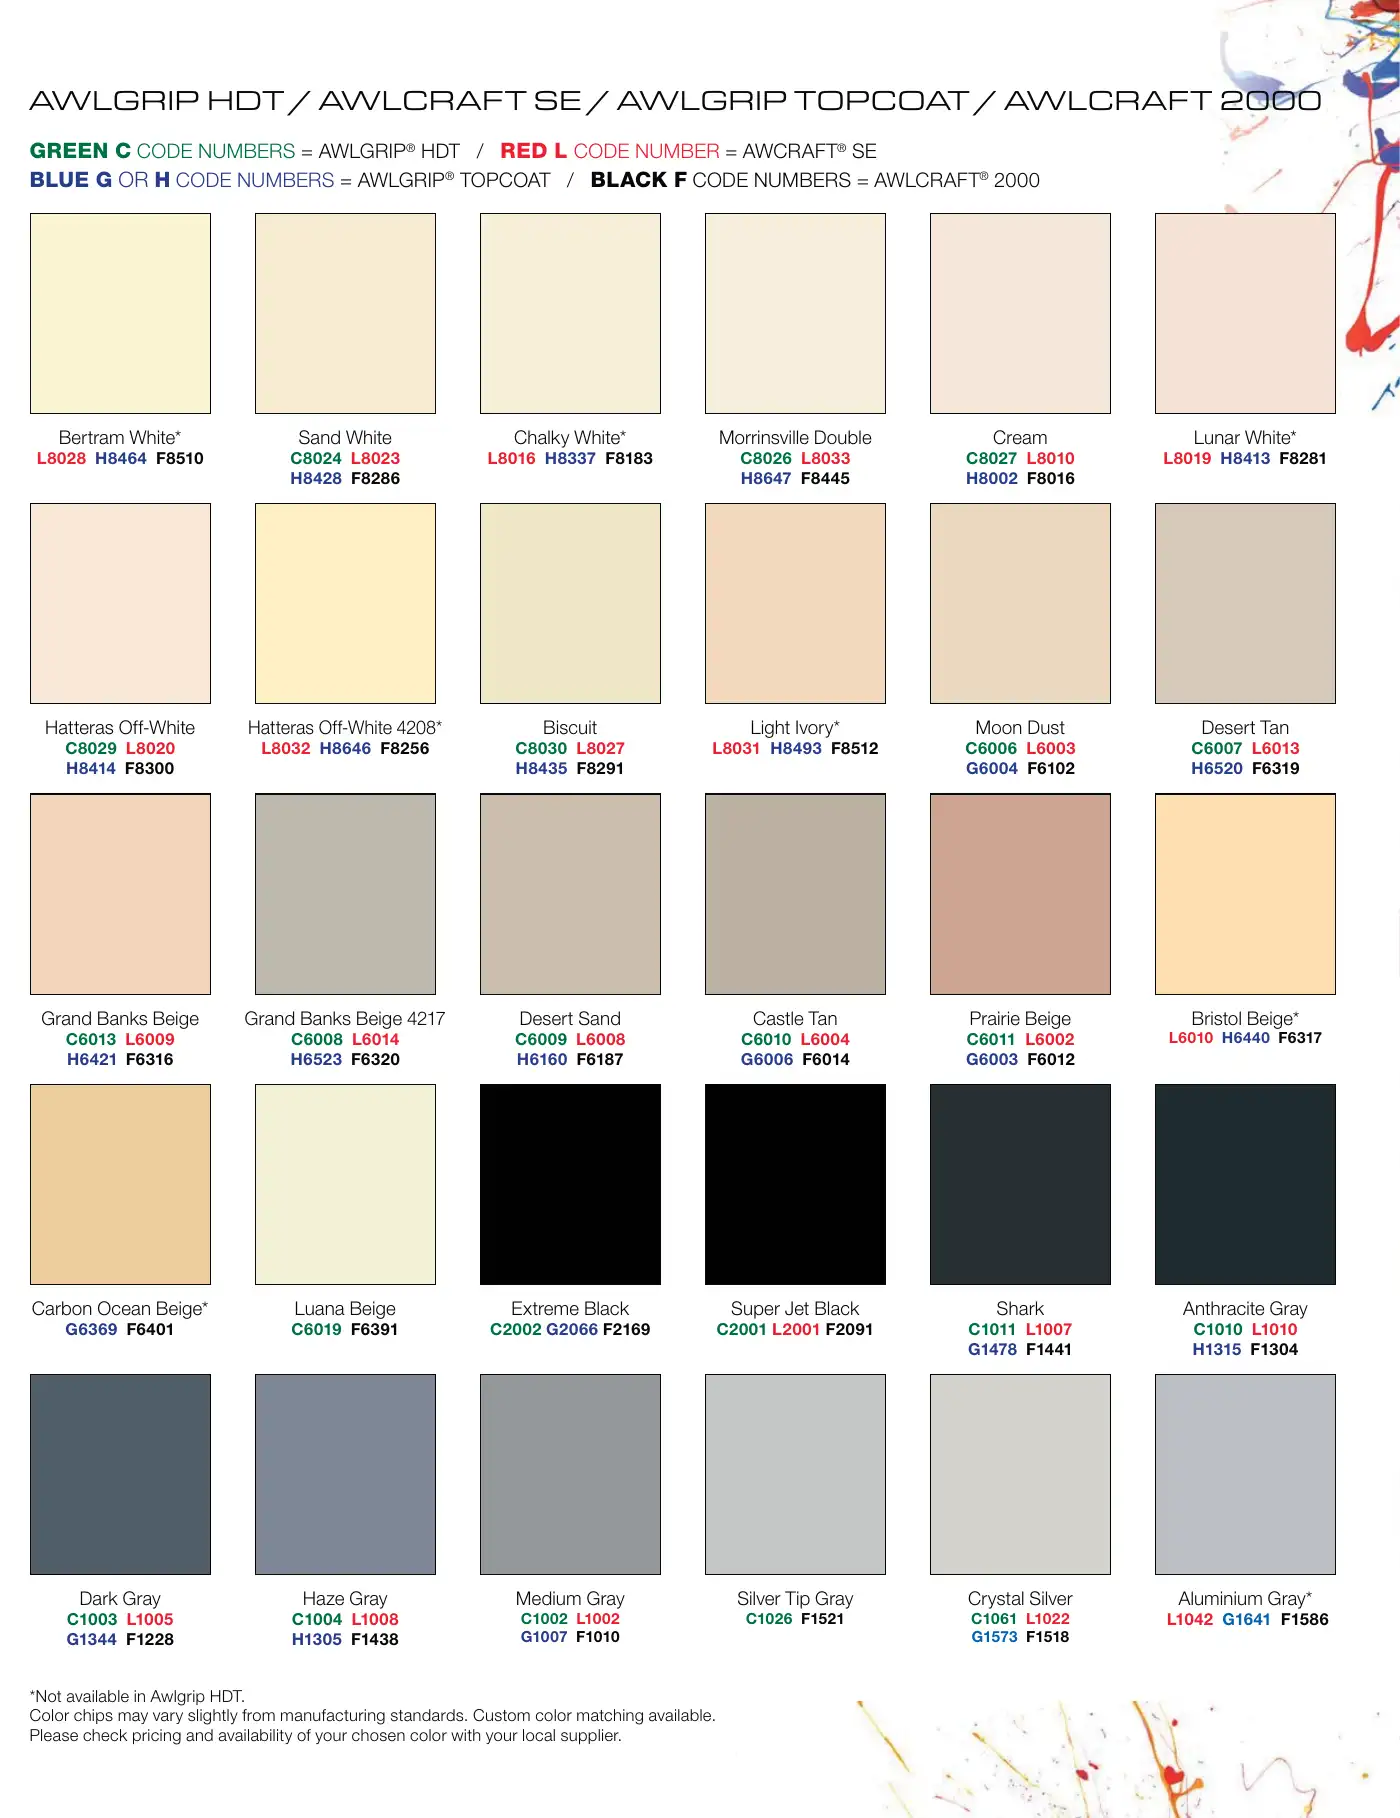 AWLGRIP HDT / AWLCRAFT SE / AWLGRIP TOPCOAT / AWLCRAFT 2000
GREEN C CODE NUMBERS = AWLGRIP® HDT / RED L CODE NUMBER = AWCRAFT® SE
BLUE G OR H CODE NUMBERS = AWLGRIP® TOPCOAT / BLACK F CODE NUMBERS = AWLCRAFT® 2000
Bertram White*
L8028 H8464 F8510
Sand White
C8024 L8023
H8428 F8286
Chalky White*
L8016 H8337 F8183
Morrinsville Double
C8026 L8033
H8647 F8445
Cream
C8027 L8010
H8002 F8016
Lunar White*
L8019 H8413 F8281
Hatteras Off-White
C8029 L8020
H8414 F8300
Hatteras Off-White 4208*
L8032 H8646 F8256
Biscuit
C8030 L8027
H8435 F8291
Light Ivory*
L8031 H8493 F8512
Moon Dust
C6006 L6003
G6004 F6102
Desert Tan
C6007 L6013
H6520 F6319
Grand Banks Beige
C6013 L6009
H6421 F6316
Grand Banks Beige 4217
C6008 L6014
H6523 F6320
Desert Sand
C6009 L6008
H6160 F6187
Castle Tan
C6010 L6004
G6006 F6014
Prairie Beige
C6011 L6002
G6003 F6012
Bristol Beige*
L6010 H6440 F6317
Carbon Ocean Beige*
G6369 F6401
Luana Beige
C6019 F6391
Extreme Black
C2002 G2066 F2169
Super Jet Black
C2001 L2001 F2091
Shark
C1011 L1007
G1478 F1441
Anthracite Gray
C1010 L1010
H1315 F1304
Dark Gray
C1003 L1005
G1344 F1228
Haze Gray
C1004 L1008
H1305 F1438
Medium Gray
C1002 L1002
G1007 F1010
Silver Tip Gray
C1026 F1521
Crystal Silver
C1061 L1022
G1573 F1518
Aluminium Gray*
L1042 G1641 F1586
*Not available in Awlgrip HDT.
Color chips may vary slightly from manufacturing standards. Custom color matching available.
Please check pricing and availability of your chosen color with your local supplier.